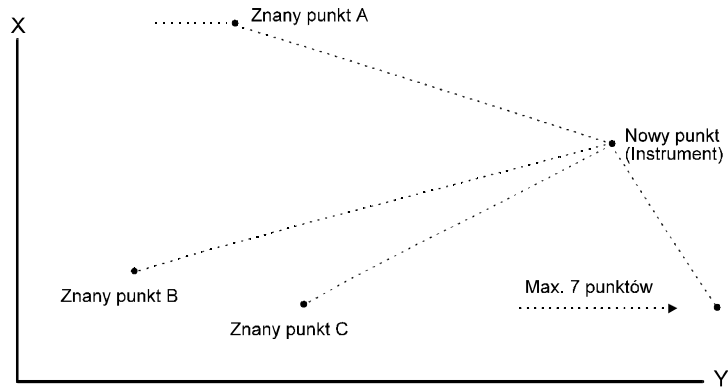 X
Znany punkt A
Nowy punkt
(Instrument)
Max. 7 punktów
Znany punkt B
Znany punkt C
Y